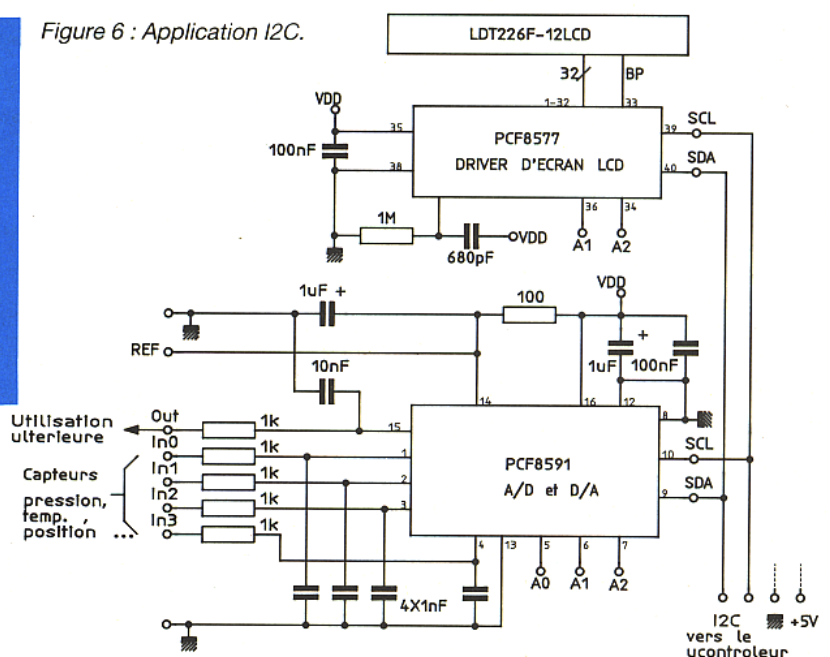 Figure 6 : Application I2C.
LDT226F-12LCD
32
BP
1-32
33
VDD
35
100nF
38
PCF8577
DRIVER D'ECRAN LCD
39
SCL
40
SDA
36
34
A1
A2
1M
680pF
VDD
1uF +
100
VDD
REF
10nF
+
1uF
100nF
14
16
12
Utilisation
ulterieure
Out
1k
15
8
In0
1k
1
PCF8591
10
SCL
Capteurs
In1
1k
2
A/D et D/A
pression,
In2
1k
3
9
SDA
temp. ,
position ...
In3
1k
4
13
5
6
7
A0
A1
A2
4X1nF
I2C
+5V
vers le
ucontroleur